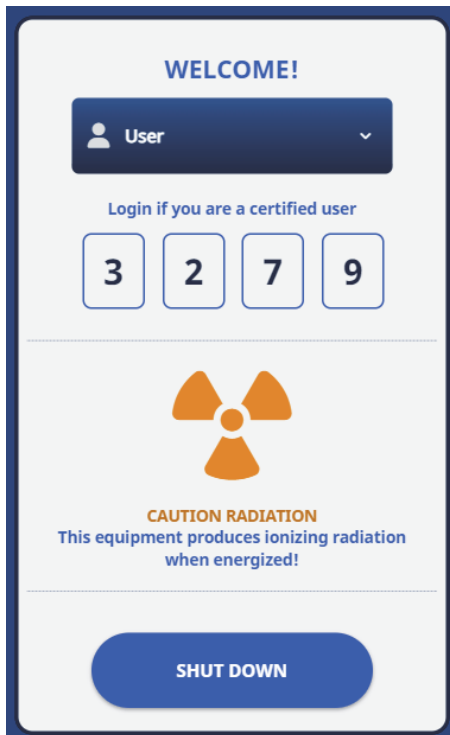 WELCOME!
User
Login if you are a certified user
3 2 7 9
CAUTION RADIATION
This equipment produces ionizing radiation
when energized!
SHUT DOWN